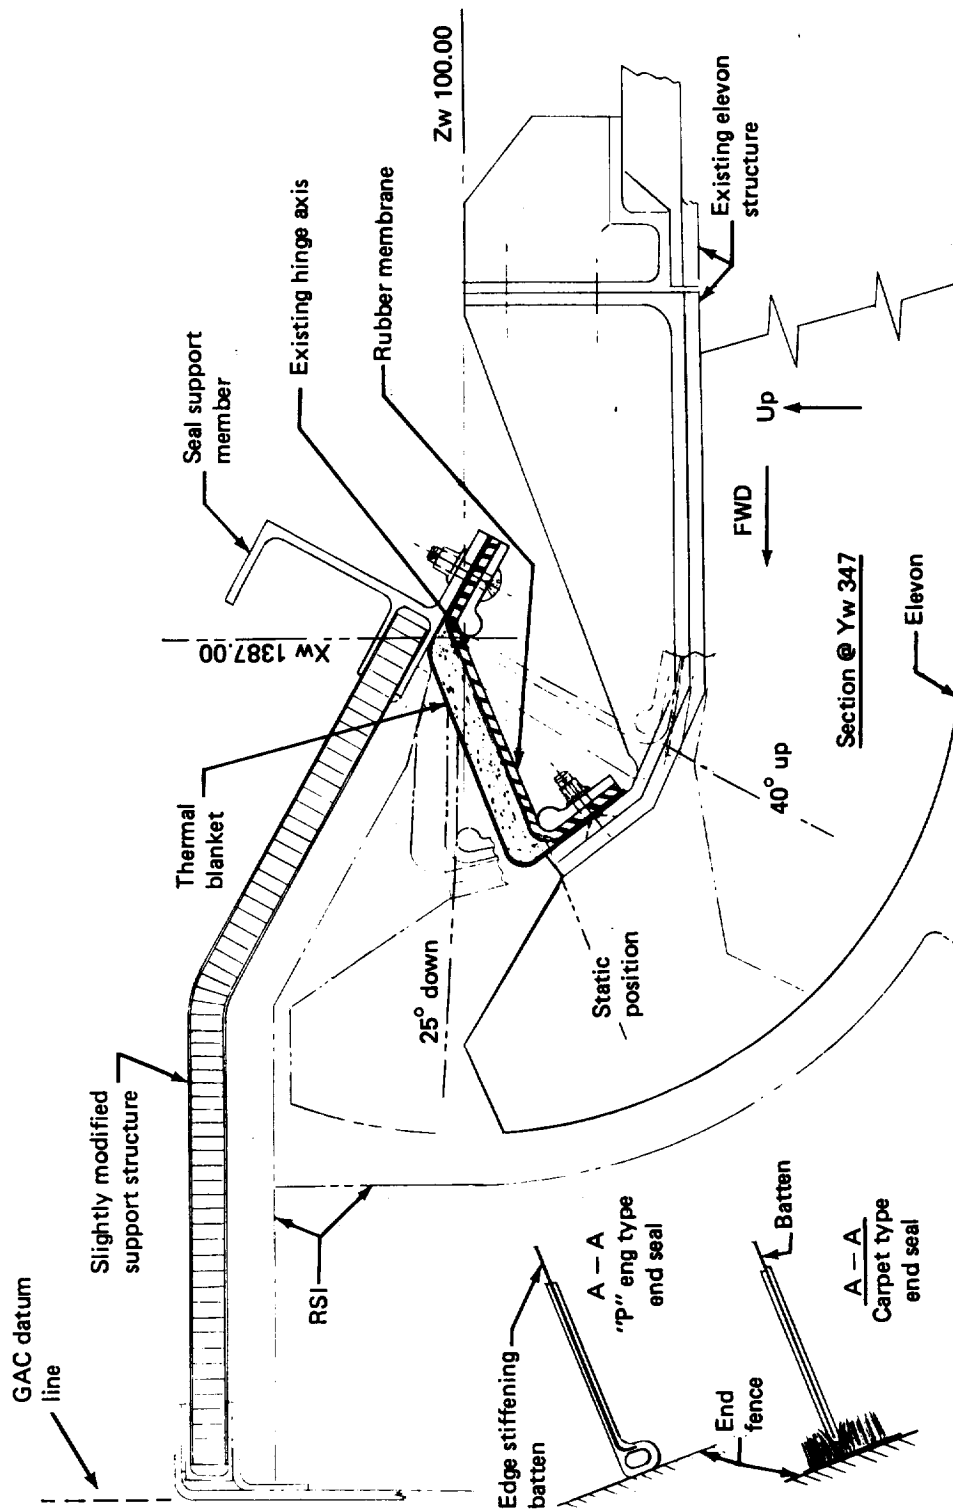 GAC datum
line
Slightly modified
support structure
RSI
Thermal
blanket
Seal support
member
Existing hinge axis
Rubber membrane
Zw 100.00
Xw 1387.00
25° down
Static
position
40° up
Existing elevon
structure
Up
FWD
Section @ Yw 347
Elevon
Edge stiffening
batten
A – A
"P" eng type
end seal
End
fence
Batten
A – A
Carpet type
end seal